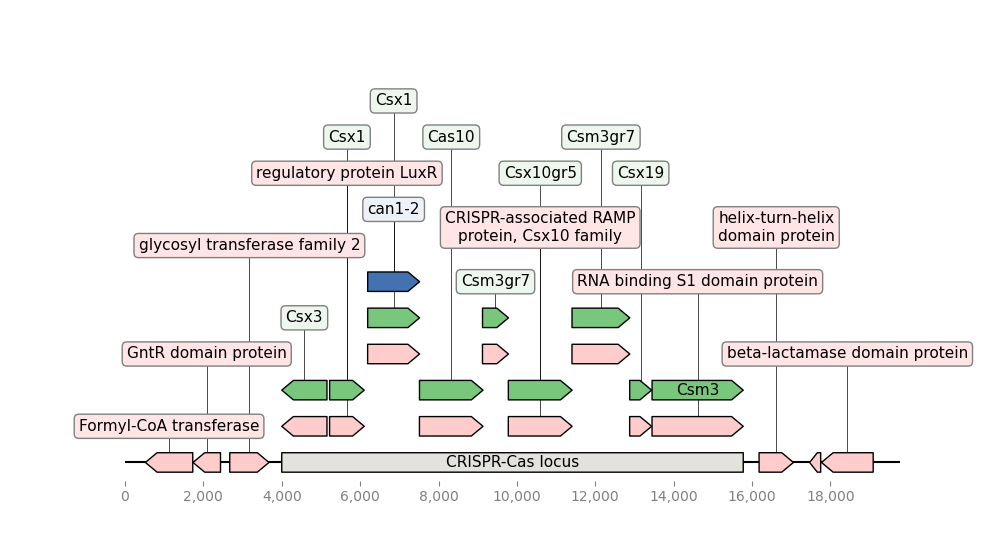 Csx1
Csx1
Cas10
Csm3gr7
regulatory protein LuxR
Csx10gr5
Csx19
can1-2
CRISPR-associated RAMP
protein, Csx10 family
helix-turn-helix
domain protein
glycosyl transferase family 2
Csm3gr7
RNA binding S1 domain protein
Csx3
GntR domain protein
beta-lactamase domain protein
Csm3
Formyl-CoA transferase
CRISPR-Cas locus
0 2,000 4,000 6,000 8,000 10,000 12,000 14,000 16,000 18,000